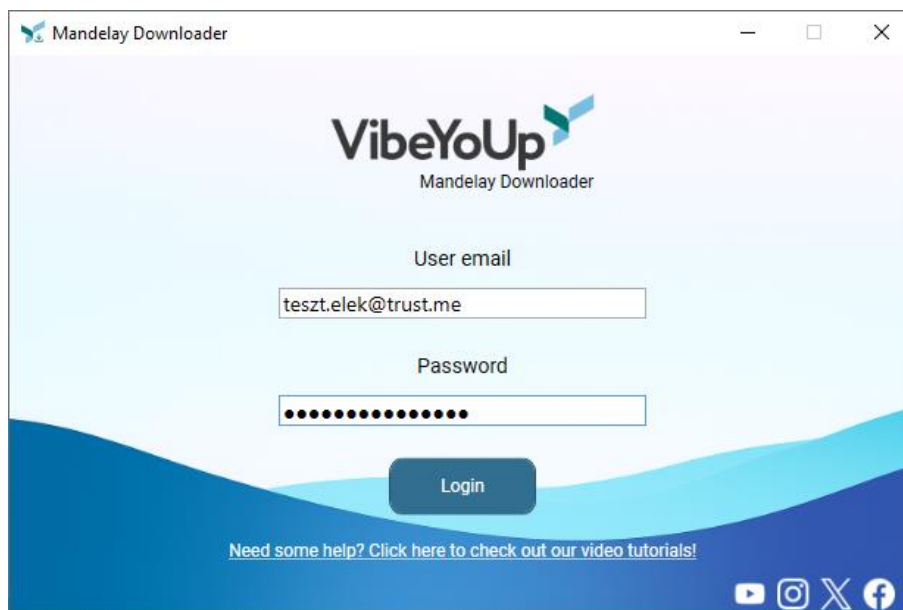 Mandelay Downloader
VibeYoUp
Mandelay Downloader
User email
teszt.elek@trust.me
Password
●●●●●●●●●●●●●●●
Login
Need some help? Click here to check out our video tutorials!